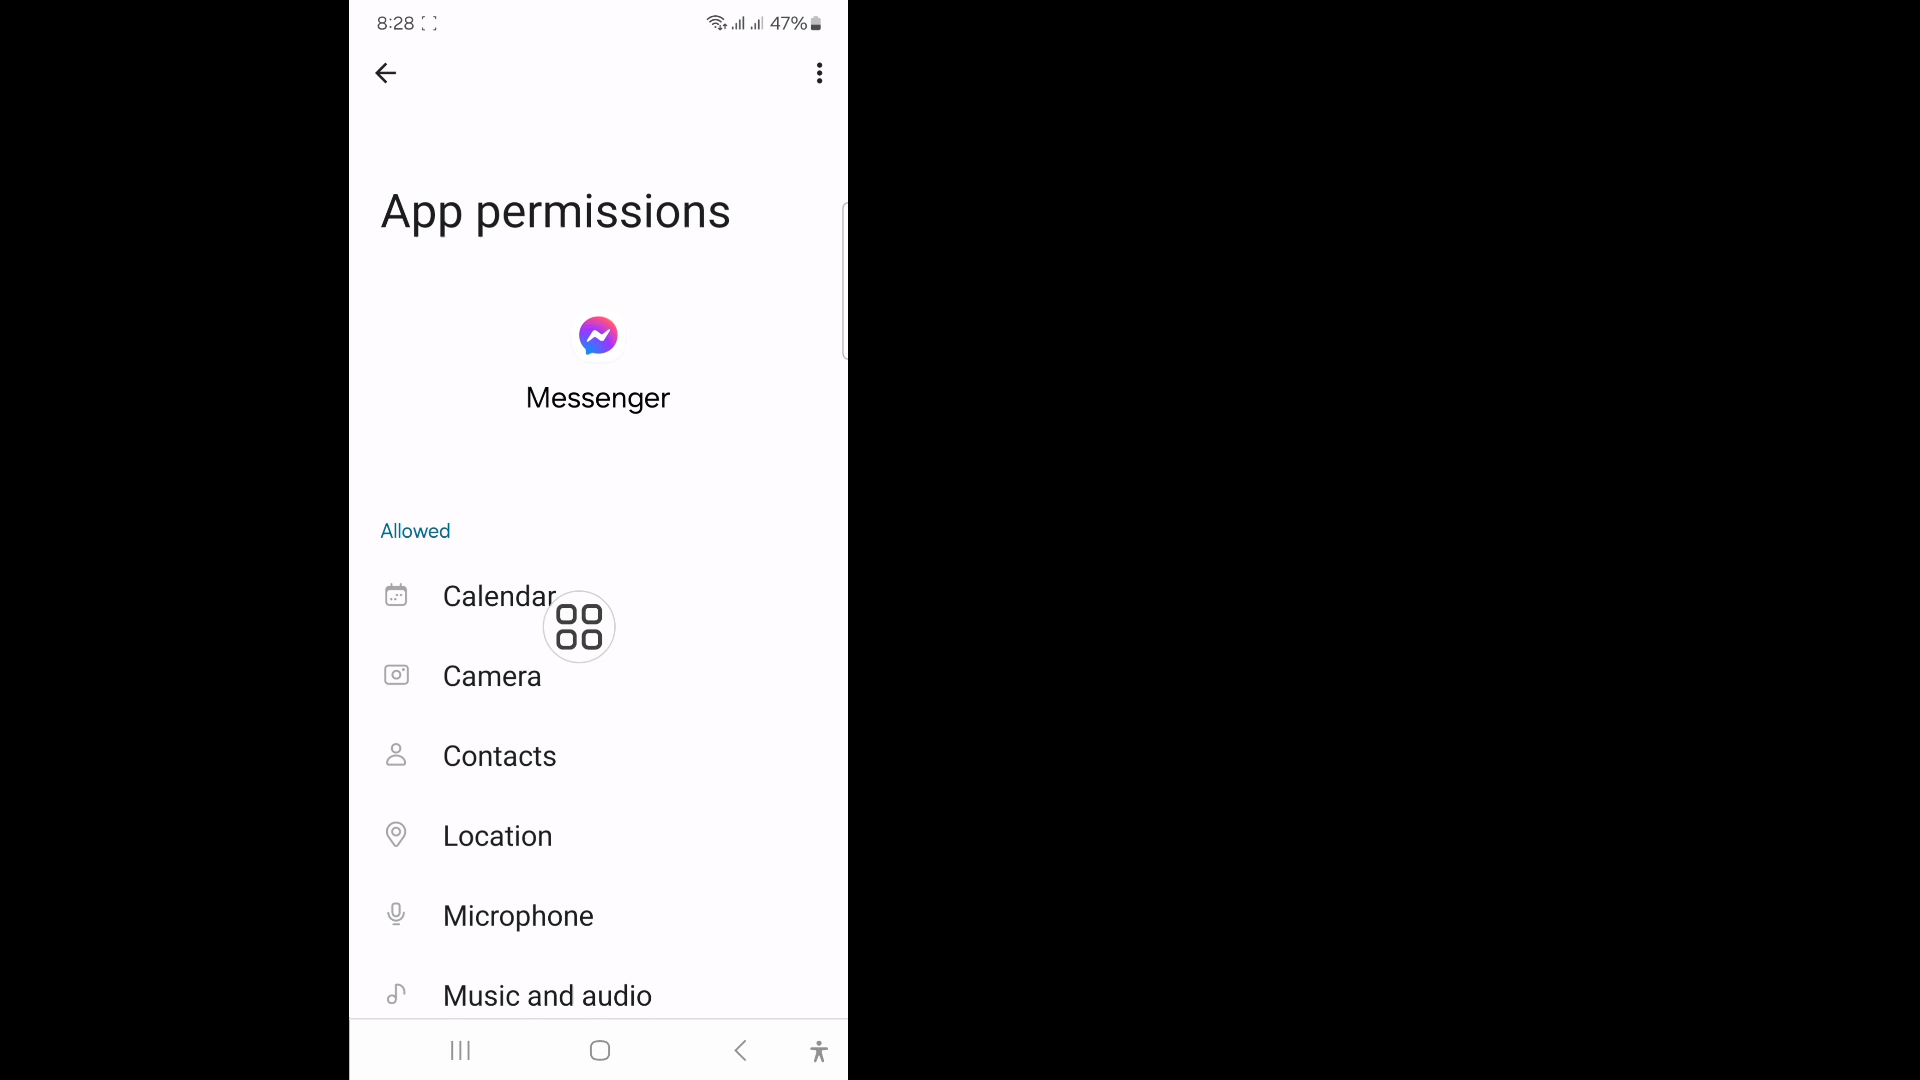 8:28 47%
App permissions
Messenger
Allowed
Calendar
Camera
Contacts
Location
Microphone
Music and audio